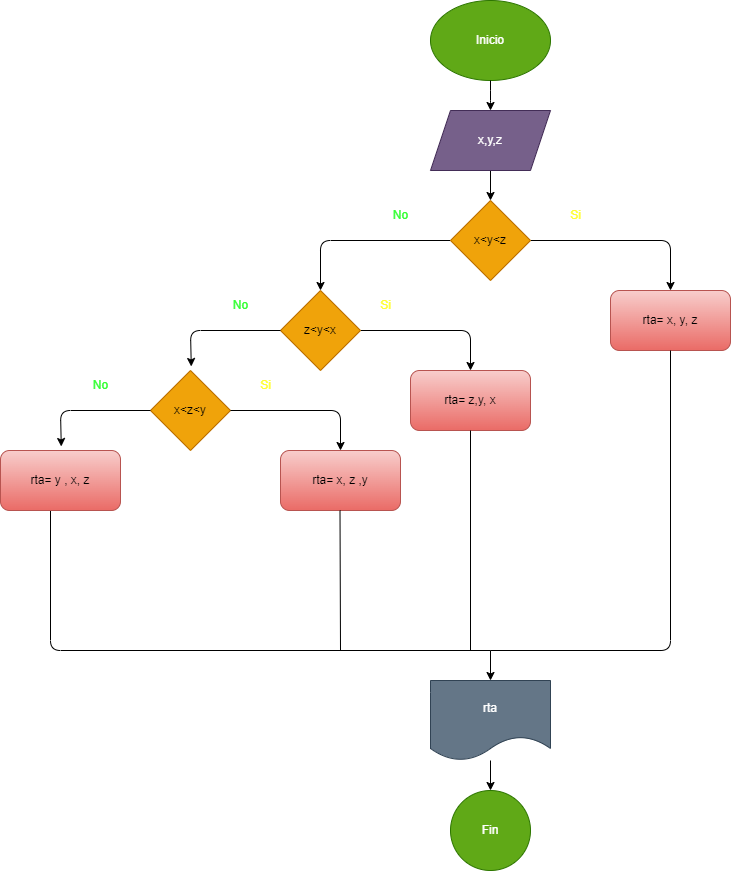 Inicio
x,y,z
No
Si
x<y<z
No
Si
rta= x, y, z
z<y<x
No
Si
rta= z,y, x
x<z<y
rta= y , x, z
rta= x, z ,y
rta
Fin